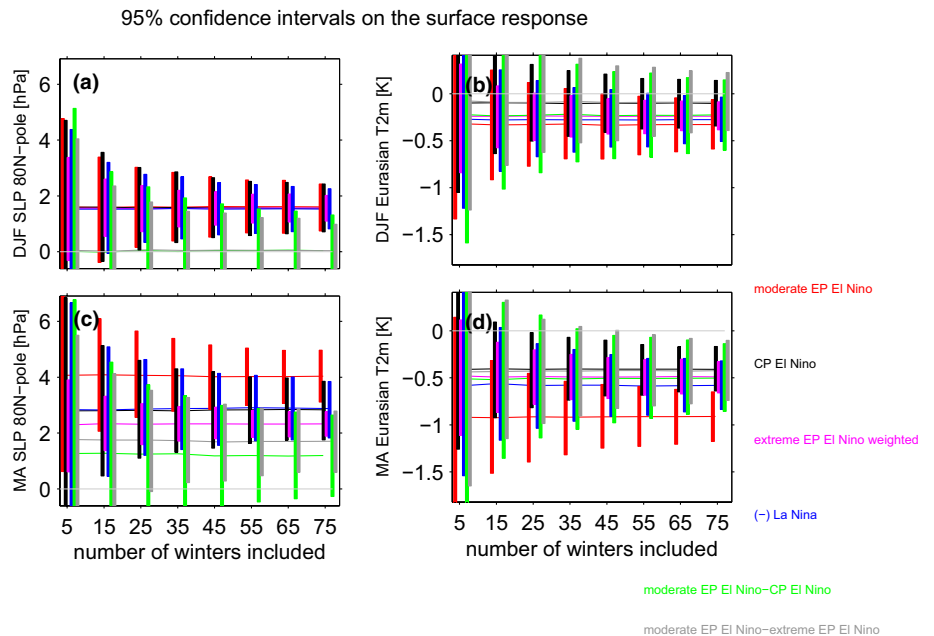 95% confidence intervals on the surface response
(a)
DJF SLP 80N−pole [hPa]
6
4
2
0
(b)
DJF Eurasian T2m [K]
0
−0.5
−1
−1.5
(c)
MA SLP 80N−pole [hPa]
6
4
2
0
5 15 25 35 45 55 65 75
number of winters included
(d)
MA Eurasian T2m [K]
0
−0.5
−1
−1.5
5 15 25 35 45 55 65 75
number of winters included
moderate EP El Nino
CP El Nino
extreme EP El Nino weighted
(−) La Nina
moderate EP El Nino−CP El Nino
moderate EP El Nino−extreme EP El Nino